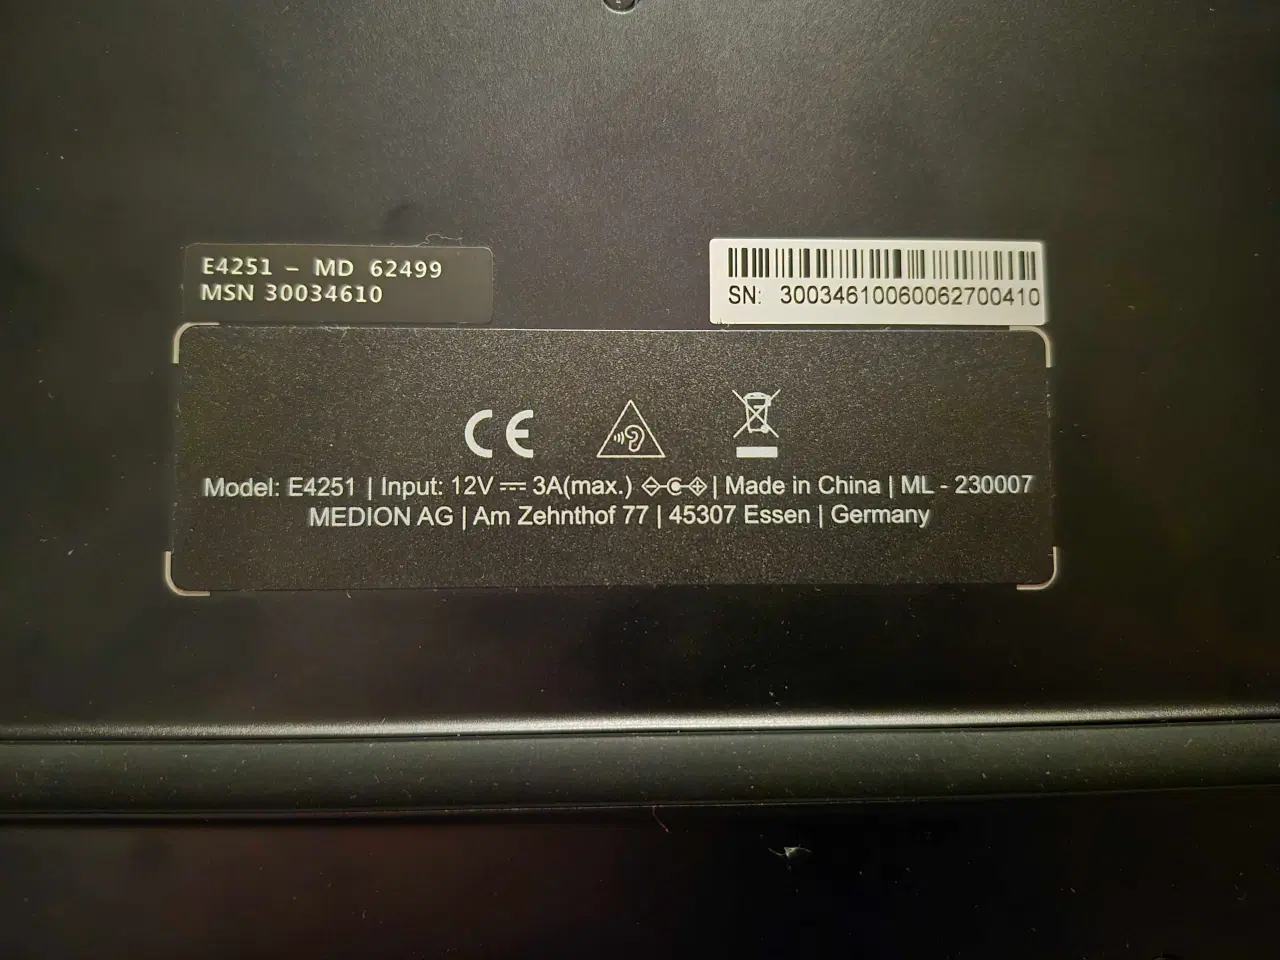 E4251 – MD 62499
MSN 30034610
SN: 30034610060062700410
CE
Model: E4251 | Input: 12V ⎓ 3A(max.) | Made in China | ML - 230007
MEDION AG | Am Zehnthof 77 | 45307 Essen | Germany